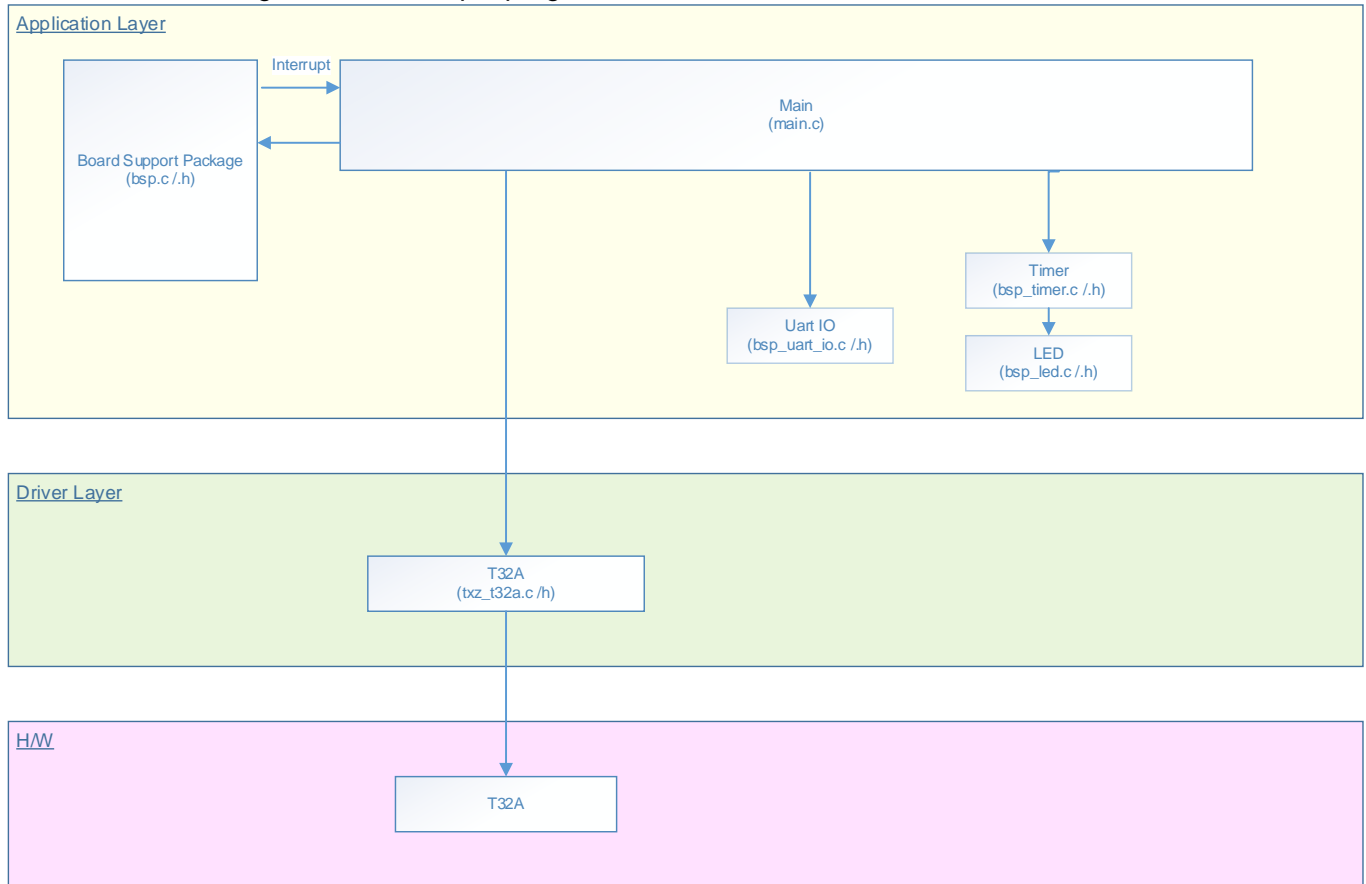 Application Layer
Interrupt
Main
(main.c)
Board Support Package
(bsp.c /.h)
Timer
(bsp_timer.c /.h)
Uart IO
(bsp_uart_io.c /.h)
LED
(bsp_led.c /.h)
Driver Layer
T32A
(txz_t32a.c /h)
H/W
T32A